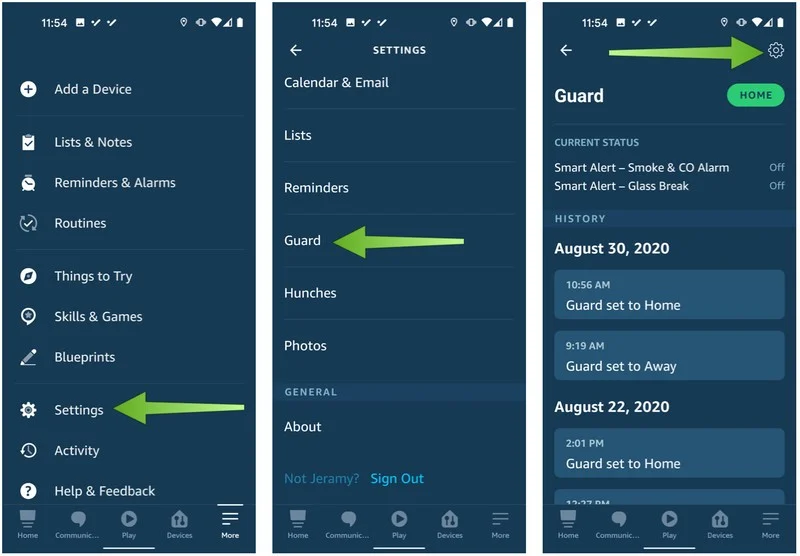 11:54
Add a Device
Lists & Notes
Reminders & Alarms
Routines
Things to Try
Skills & Games
Blueprints
Settings
Activity
Help & Feedback
Home
Communic...
Play
Devices
More
11:54
SETTINGS
Calendar & Email
Lists
Reminders
Guard
Hunches
Photos
GENERAL
About
Not Jeramy? Sign Out
Home
Communic...
Play
Devices
More
11:54
Guard
HOME
CURRENT STATUS
Smart Alert – Smoke & CO Alarm Off
Smart Alert – Glass Break Off
HISTORY
August 30, 2020
10:56 AM
Guard set to Home
9:19 AM
Guard set to Away
August 22, 2020
2:01 PM
Guard set to Home
12:27 PM
Home
Communic...
Play
Devices
More